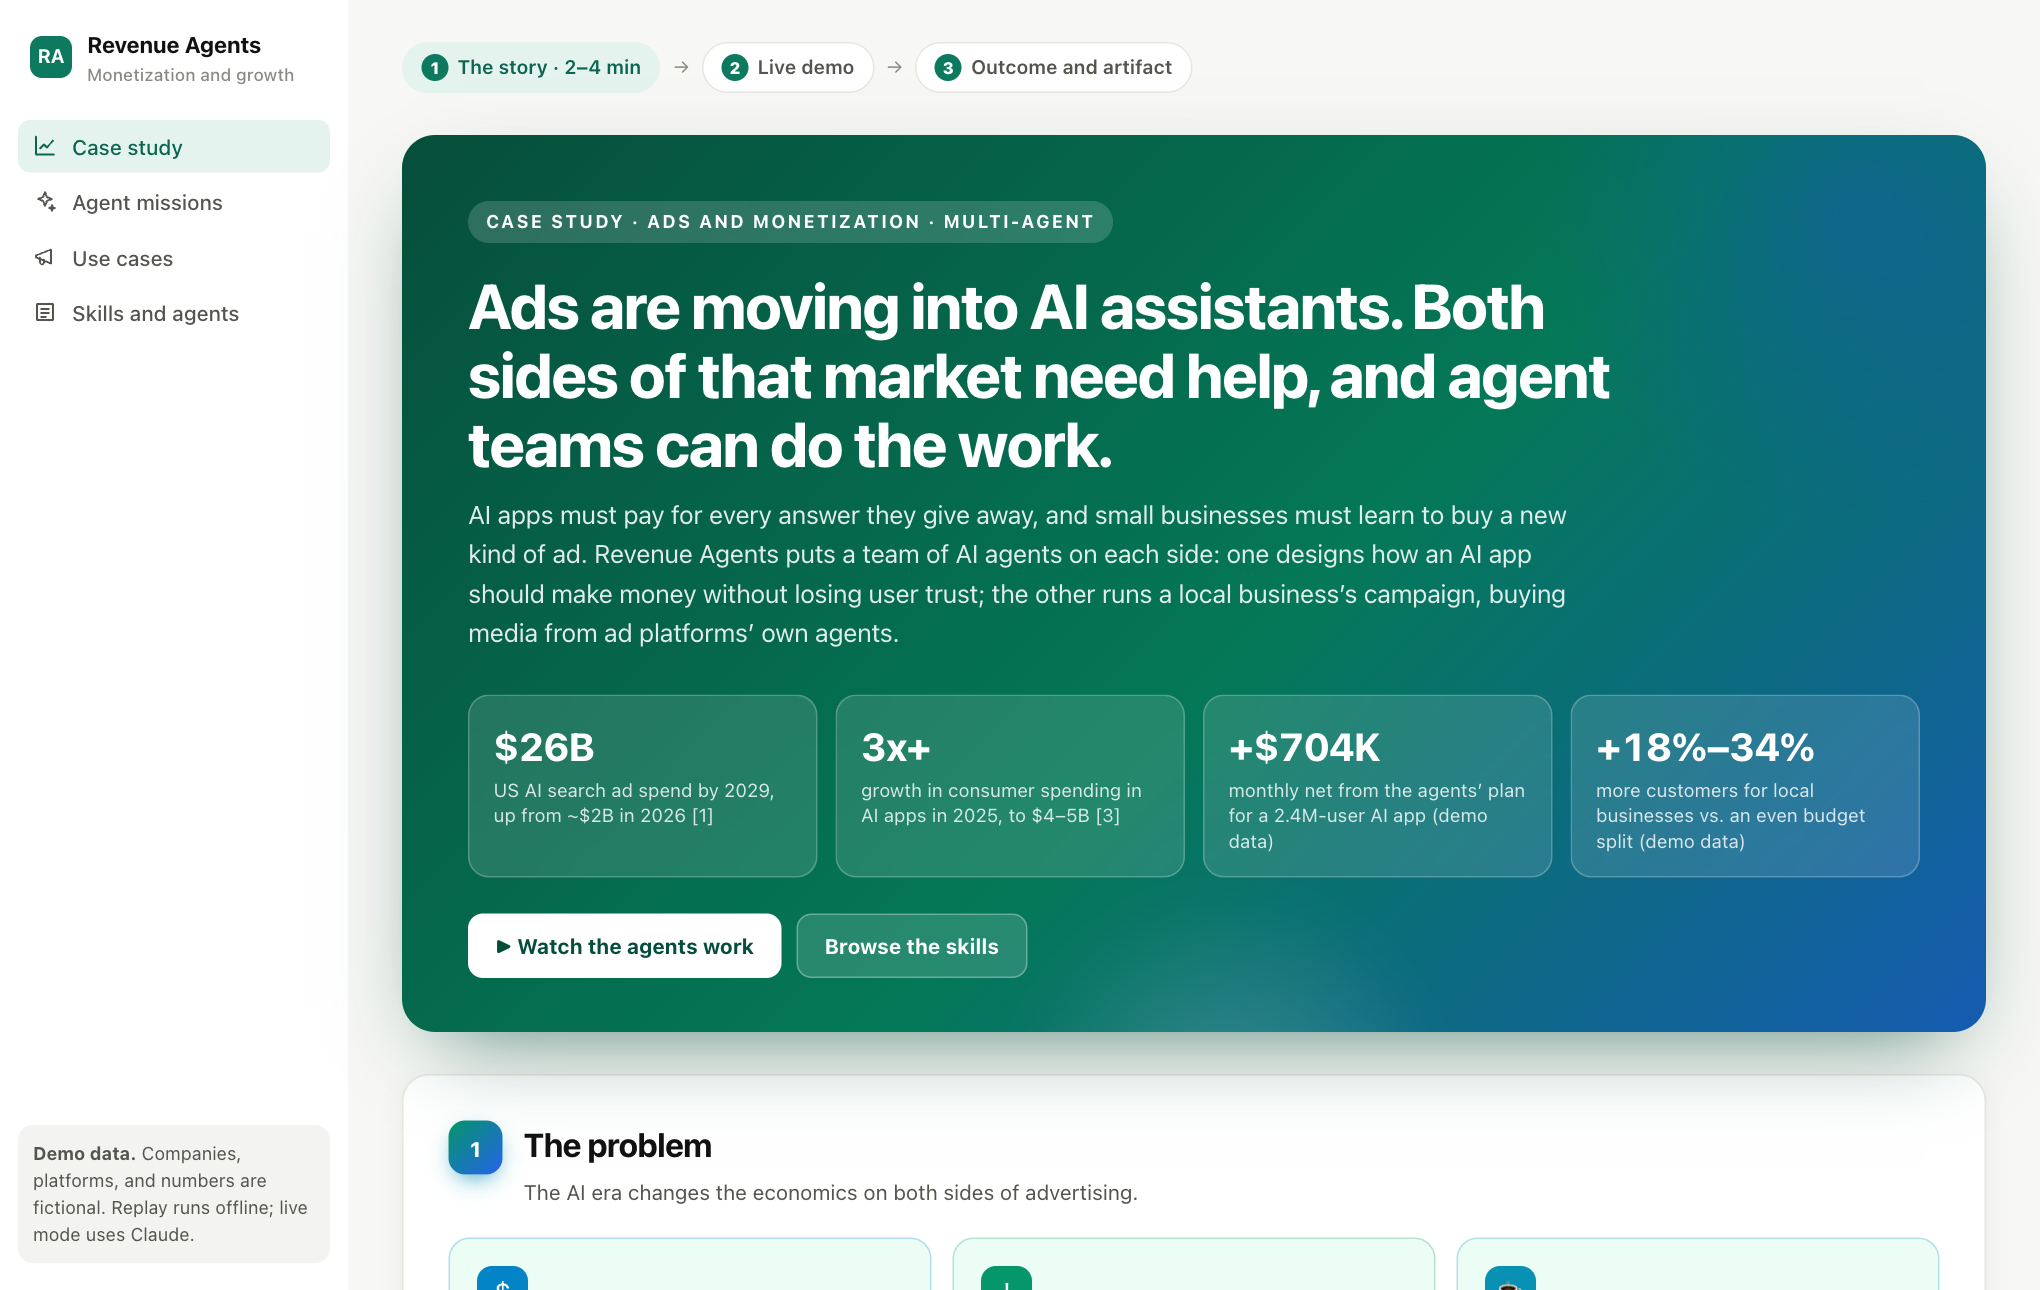 RA
Revenue Agents
Monetization and growth
Case study
Agent missions
Use cases
Skills and agents
Demo data. Companies,
platforms, and numbers are
fictional. Replay runs offline; live
mode uses Claude.
1 The story · 2–4 min → 2 Live demo → 3 Outcome and artifact
CASE STUDY · ADS AND MONETIZATION · MULTI-AGENT
Ads are moving into AI assistants. Both
sides of that market need help, and agent
teams can do the work.
AI apps must pay for every answer they give away, and small businesses must learn to buy a new
kind of ad. Revenue Agents puts a team of AI agents on each side: one designs how an AI app
should make money without losing user trust; the other runs a local business’s campaign, buying
media from ad platforms’ own agents.
$26B
US AI search ad spend by 2029,
up from ~$2B in 2026 [1]
3x+
growth in consumer spending in
AI apps in 2025, to $4–5B [3]
+$704K
monthly net from the agents’ plan
for a 2.4M-user AI app (demo
data)
+18%–34%
more customers for local
businesses vs. an even budget
split (demo data)
▶ Watch the agents work
Browse the skills
1
The problem
The AI era changes the economics on both sides of advertising.